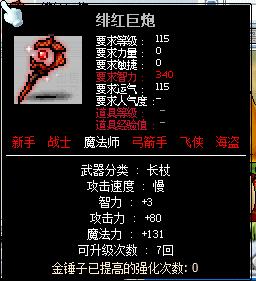 绯红巨炮
要求等级： 115
要求力量： 0
要求敏捷： 0
要求智力： 340
要求运气： 115
要求人气度： -
道具等级： -
道具经验值： -
新手 战士 魔法师 弓箭手 飞侠 海盗
武器分类 : 长杖
攻击速度 : 慢
智力 : +3
攻击力 : +80
魔法力 : +131
可升级次数 : 7回
金锤子已提高的强化次数: 0